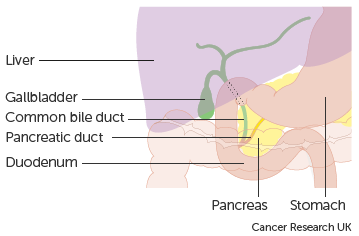 Liver
Gallbladder
Common bile duct
Pancreatic duct
Duodenum
Pancreas
Stomach
Cancer Research UK